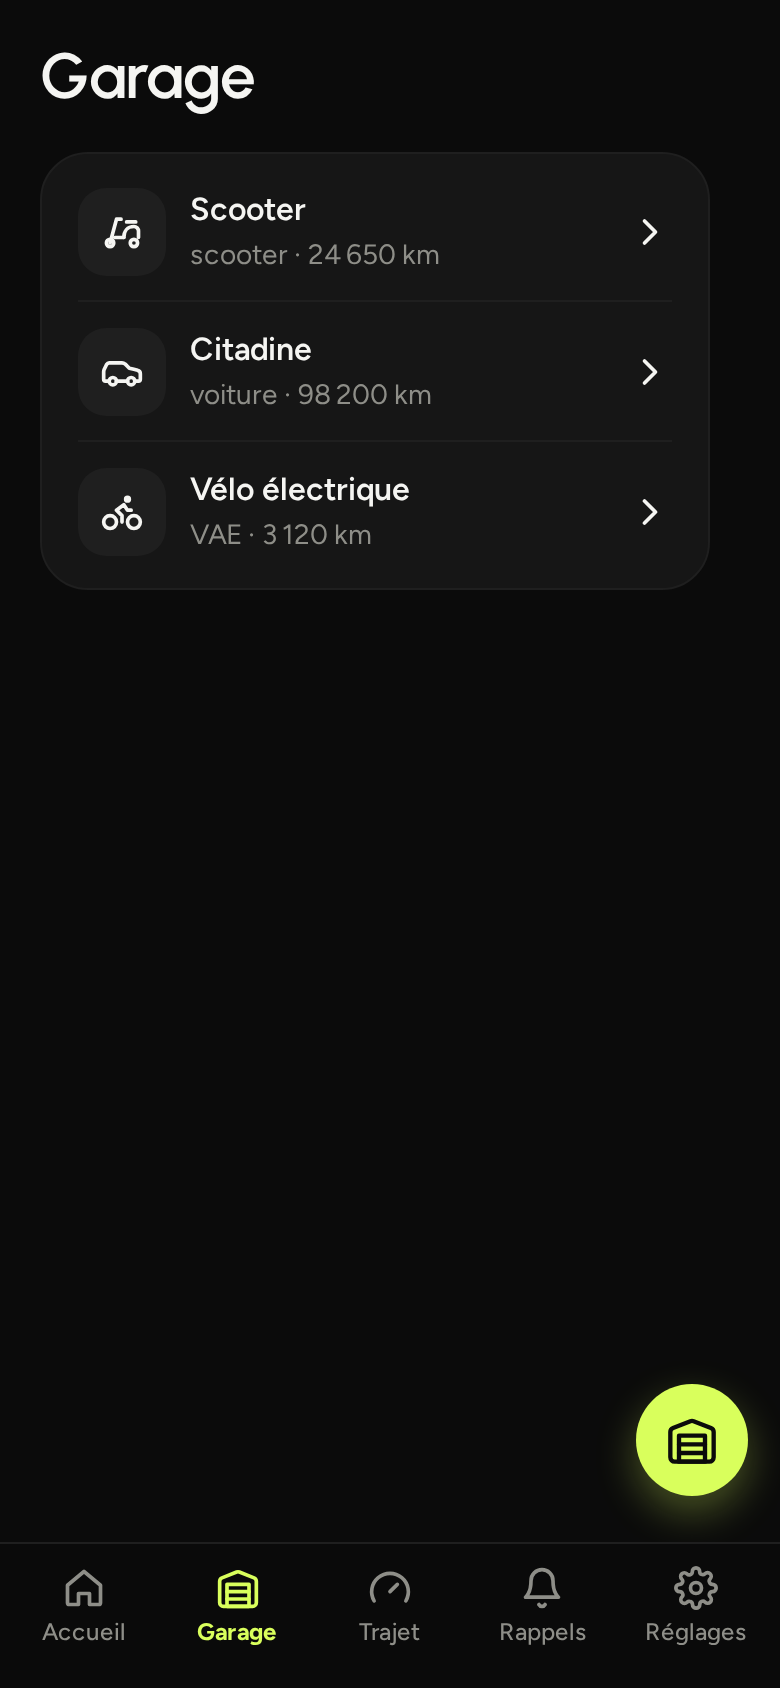 Garage
Scooter
scooter · 24 650 km
Citadine
voiture · 98 200 km
Vélo électrique
VAE · 3 120 km
Accueil
Garage
Trajet
Rappels
Réglages